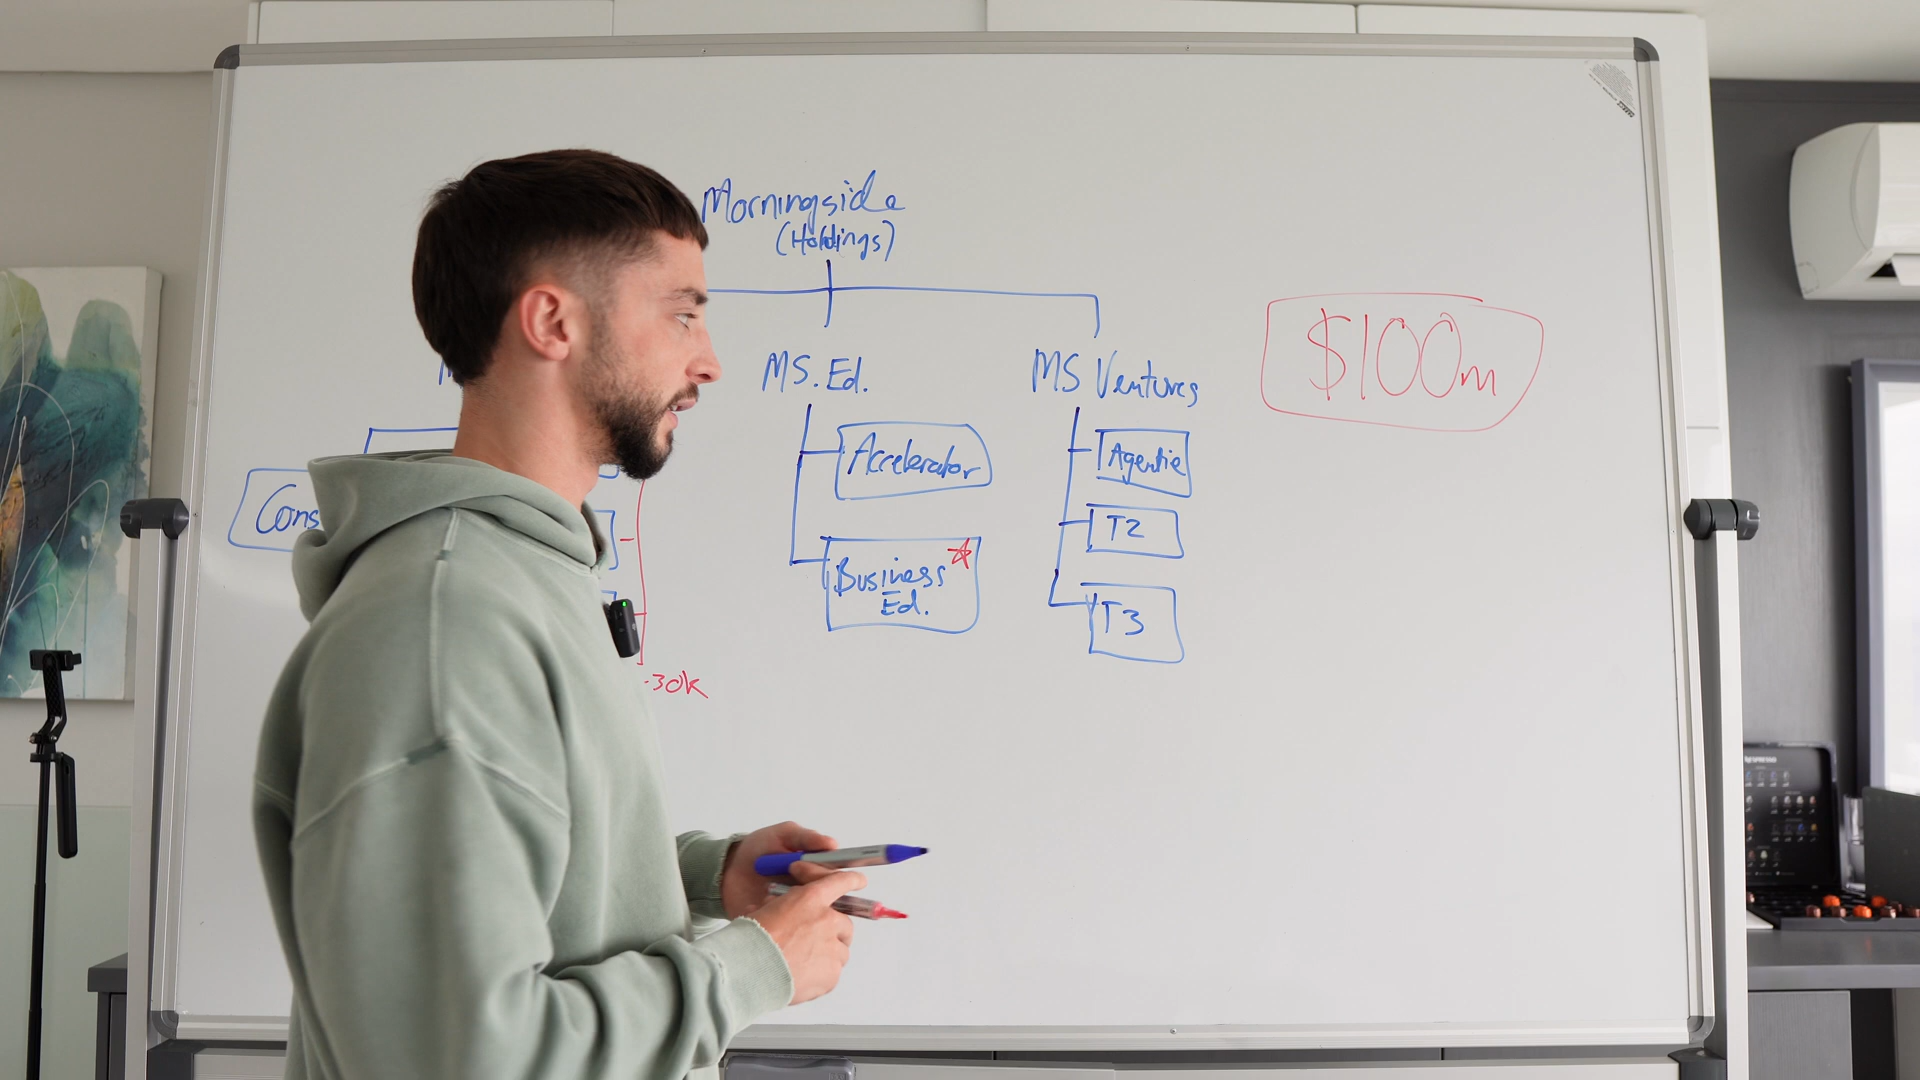 Morningside
(Holdings)
MS. Ed.
MS Ventures
$100m
Accelerator
Agentic
Cons
T2
Business
Ed.
T3
-30k